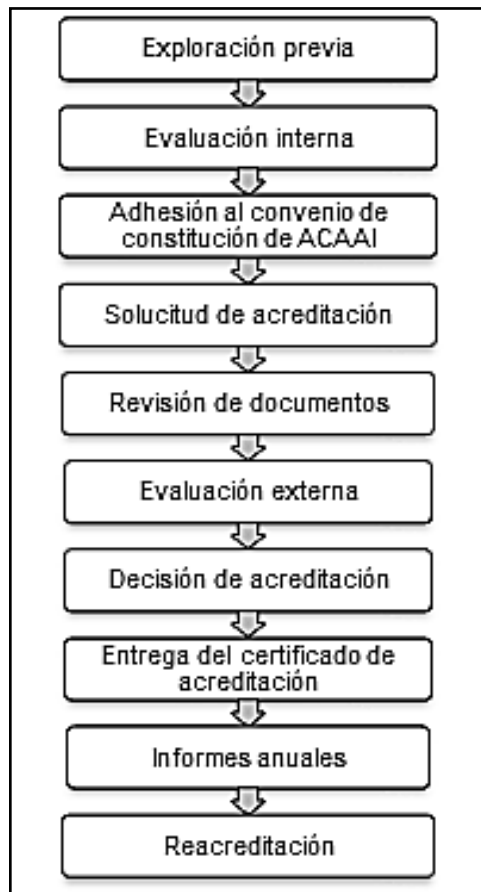 Exploración previa
Evaluación interna
Adhesión al convenio de
constitución de ACAAI
Solucitud de acreditación
Revisión de documentos
Evaluación externa
Decisión de acreditación
Entrega del certificado de
acreditación
Informes anuales
Reacreditación